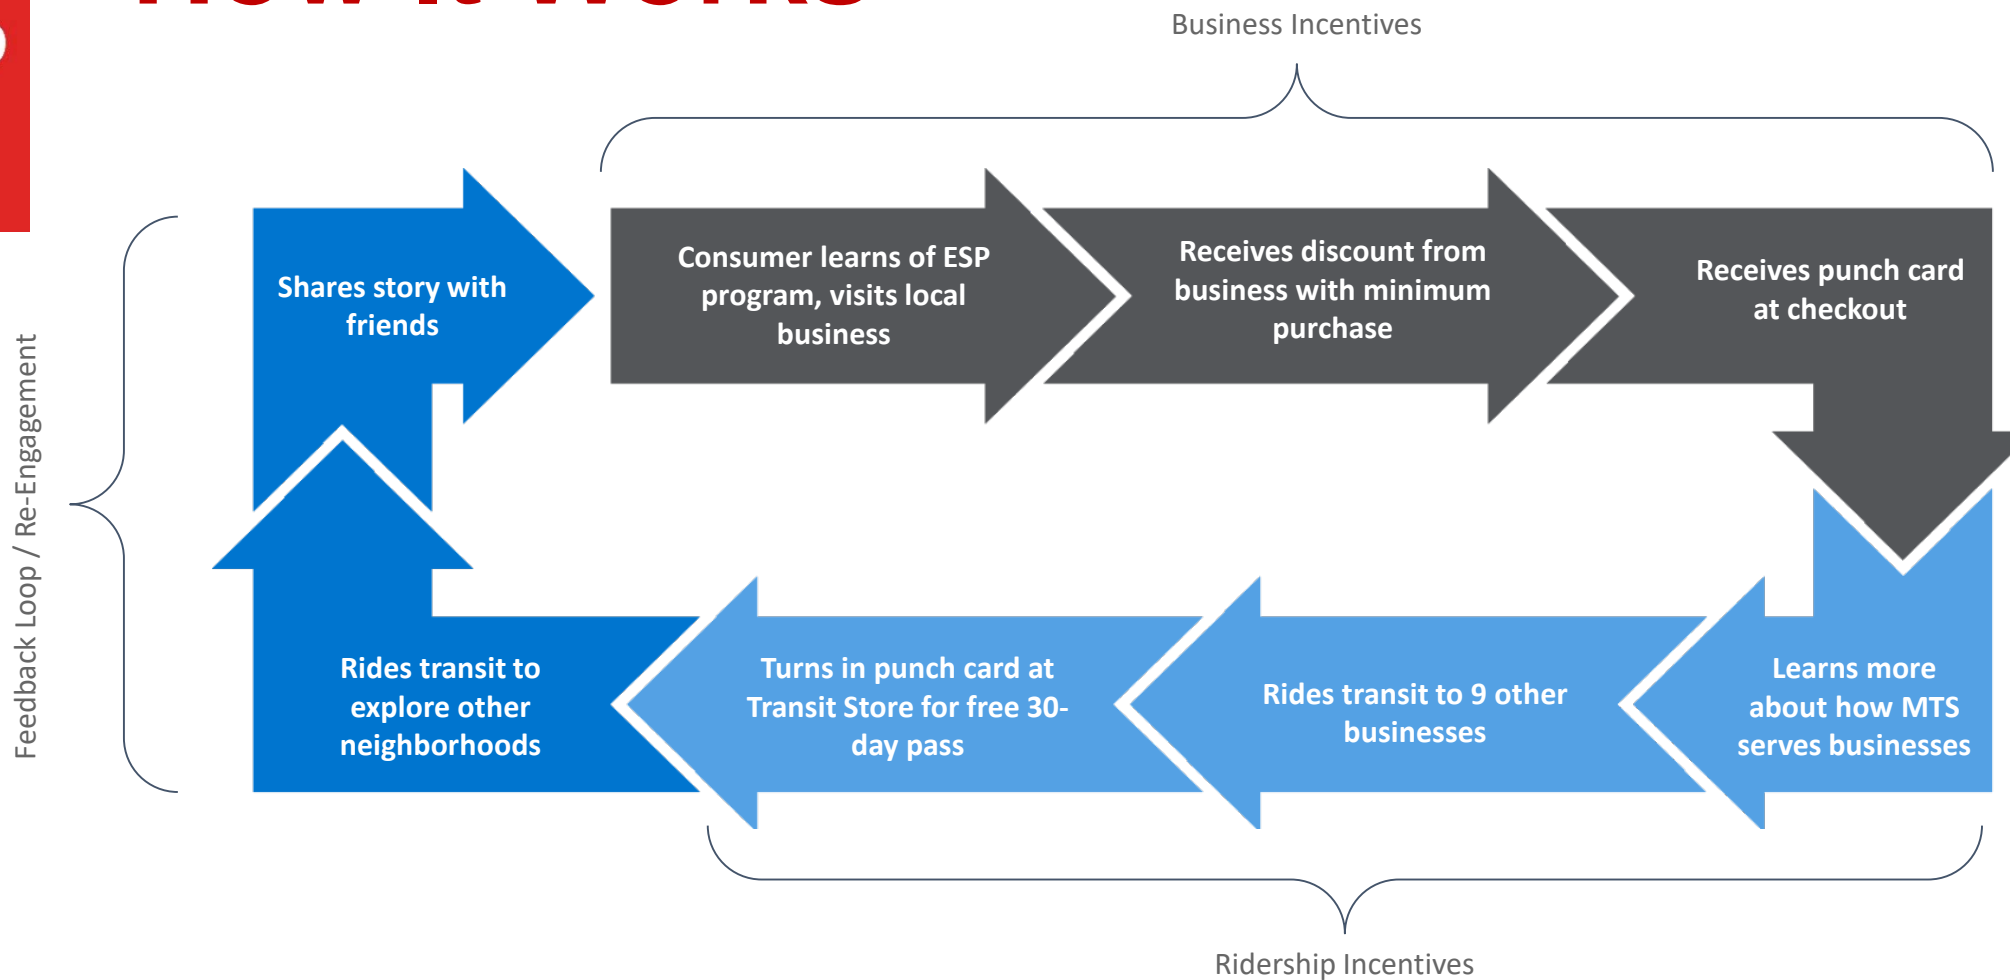 How It Works
Business Incentives
Shares story with
friends
Consumer learns of ESP
program, visits local
business
Receives discount from
business with minimum
purchase
Receives punch card
at checkout
Feedback Loop / Re-Engagement
Rides transit to
explore other
neighborhoods
Turns in punch card at
Transit Store for free 30-
day pass
Rides transit to 9 other
businesses
Learns more
about how MTS
serves businesses
Ridership Incentives